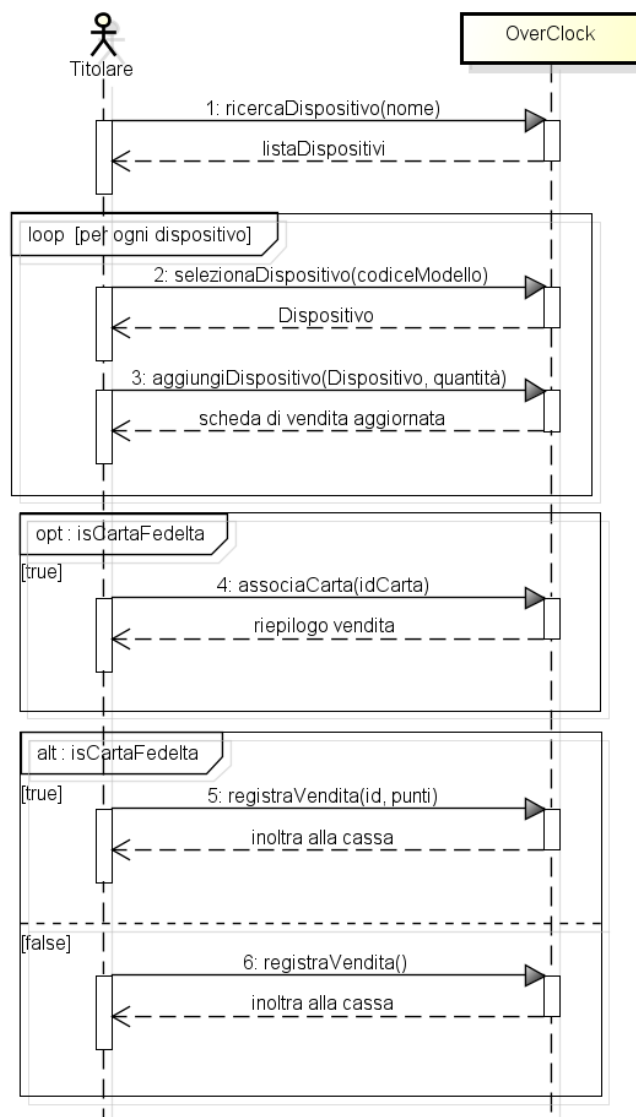 OverClock
Titolare
1: ricercaDispositivo(nome)
listaDispositivi
loop [per ogni dispositivo]
2: selezionaDispositivo(codiceModello)
Dispositivo
3: aggiungiDispositivo(Dispositivo, quantità)
scheda di vendita aggiornata
opt : isCartaFedelta
[true]
4: associaCarta(idCarta)
riepilogo vendita
alt : isCartaFedelta
[true]
5: registraVendita(id, punti)
inoltra alla cassa
[false]
6: registraVendita()
inoltra alla cassa